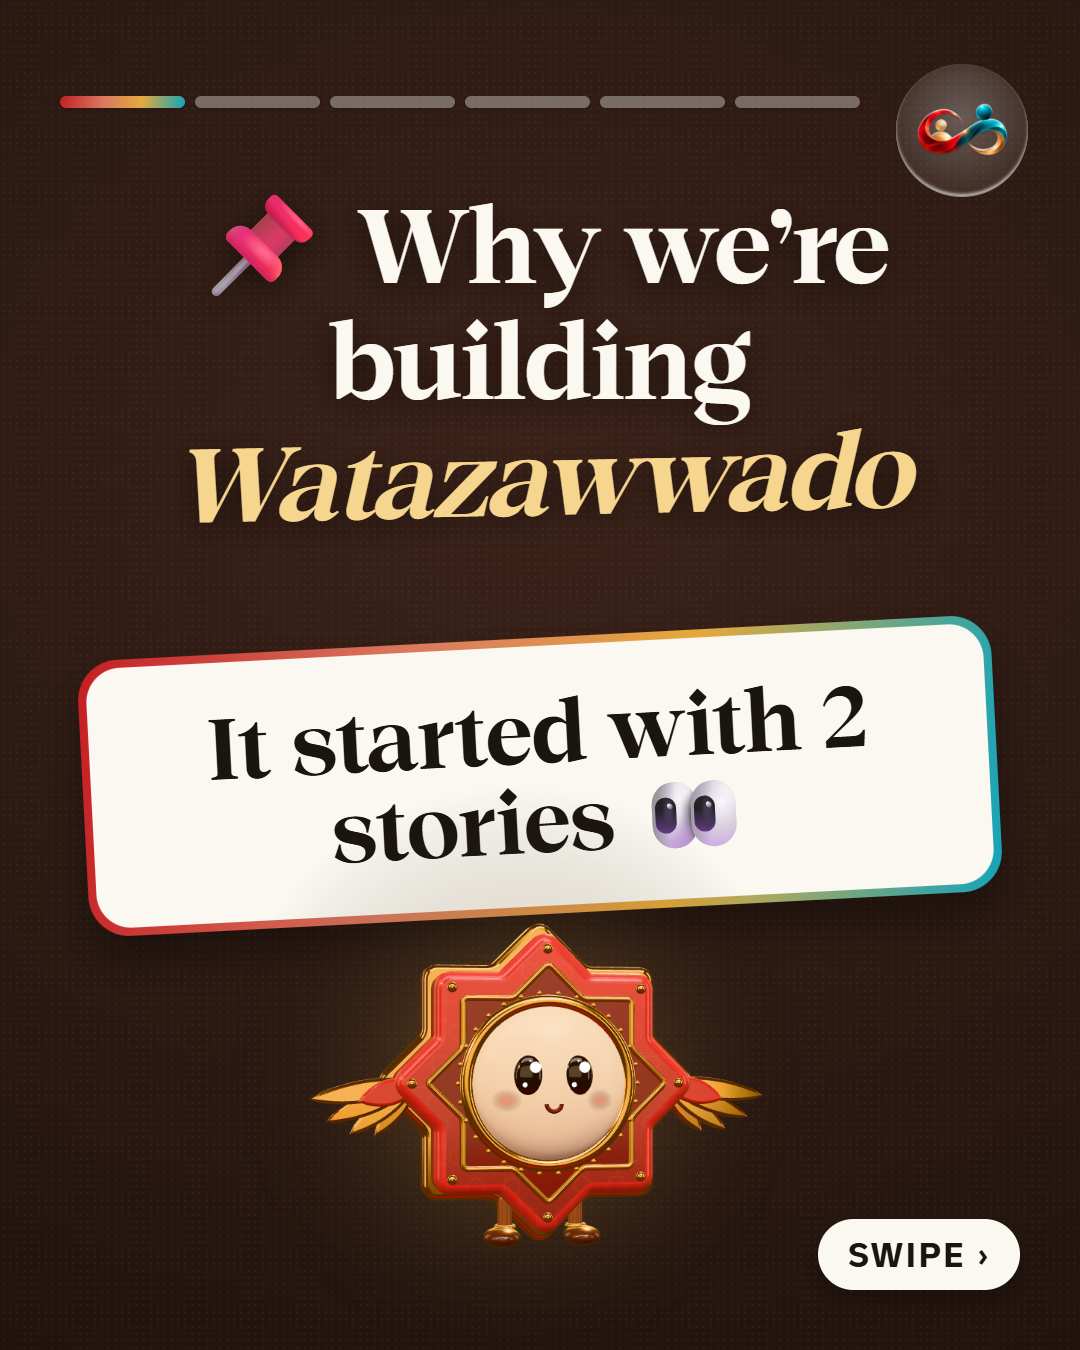 📌 Why we’re
building
Watazawwado
It started with 2
stories 👀
SWIPE ›